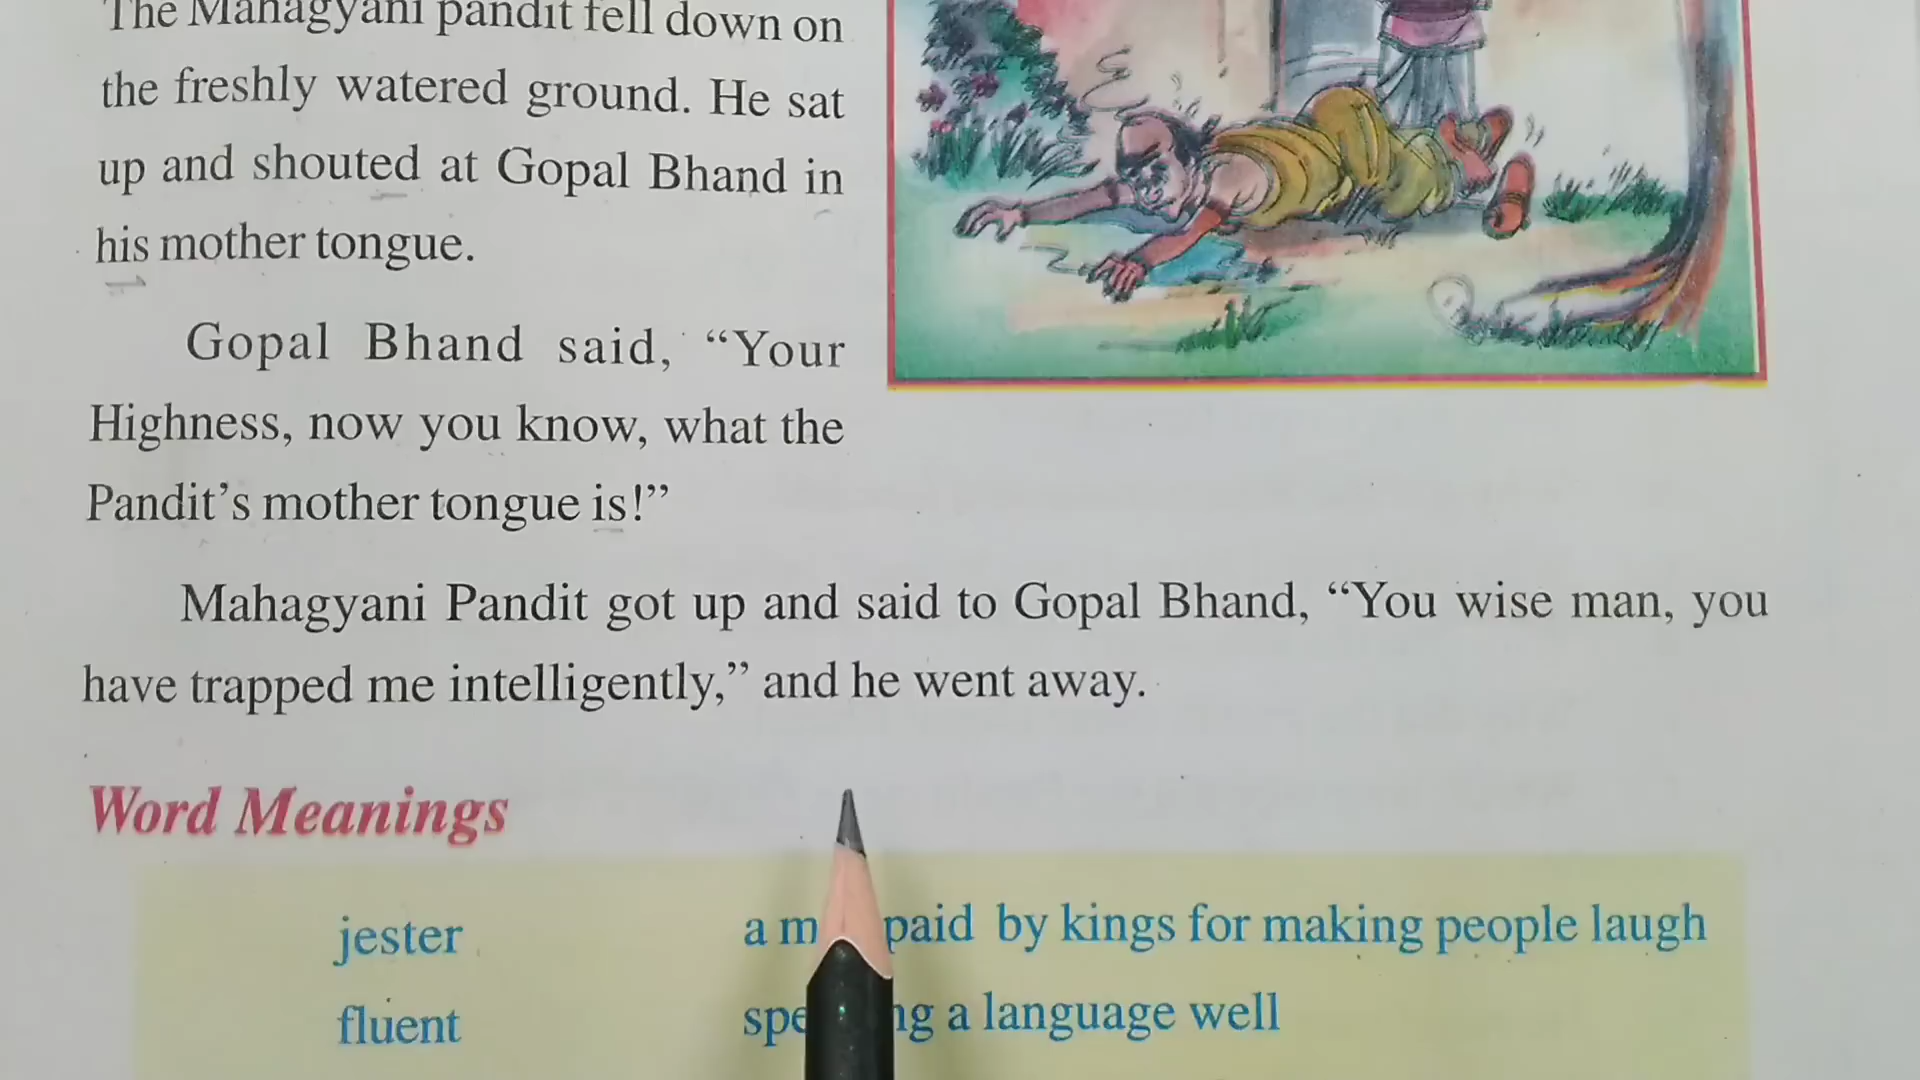 The Mahagyani pandit fell down on
the freshly watered ground. He sat
up and shouted at Gopal Bhand in
his mother tongue.
Gopal Bhand said, “Your
Highness, now you know, what the
Pandit’s mother tongue is!”
Mahagyani Pandit got up and said to Gopal Bhand, “You wise man, you
have trapped me intelligently,” and he went away.
Word Meanings
jester a paid by kings for making people laugh
fluent a language well